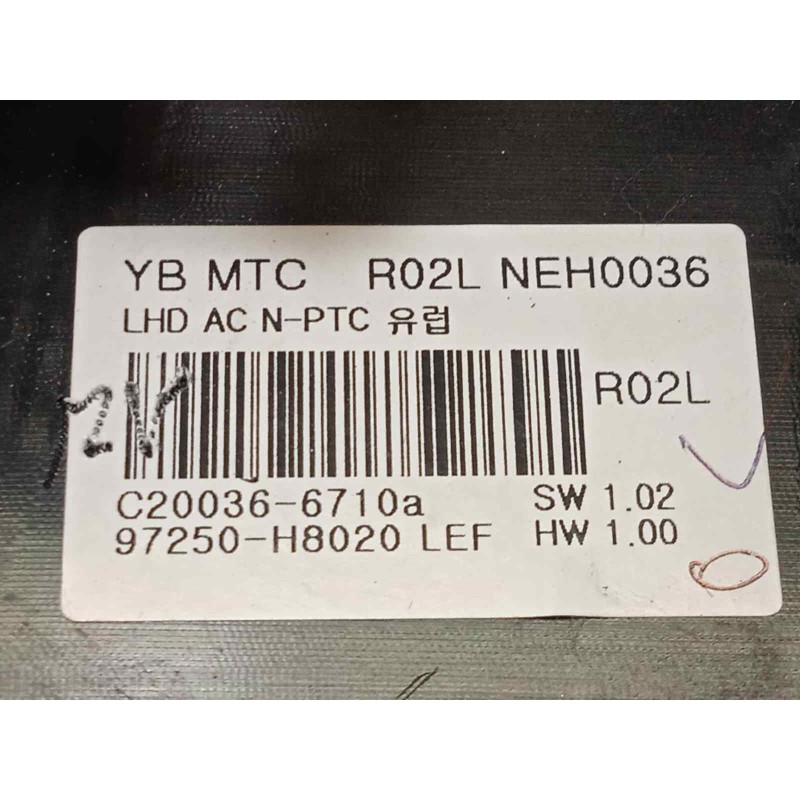 YB MTC R02L NEH0036
LHD AC N-PTC 유럽
R02L
C20036-6710a SW 1.02
97250-H8020 LEF HW 1.00